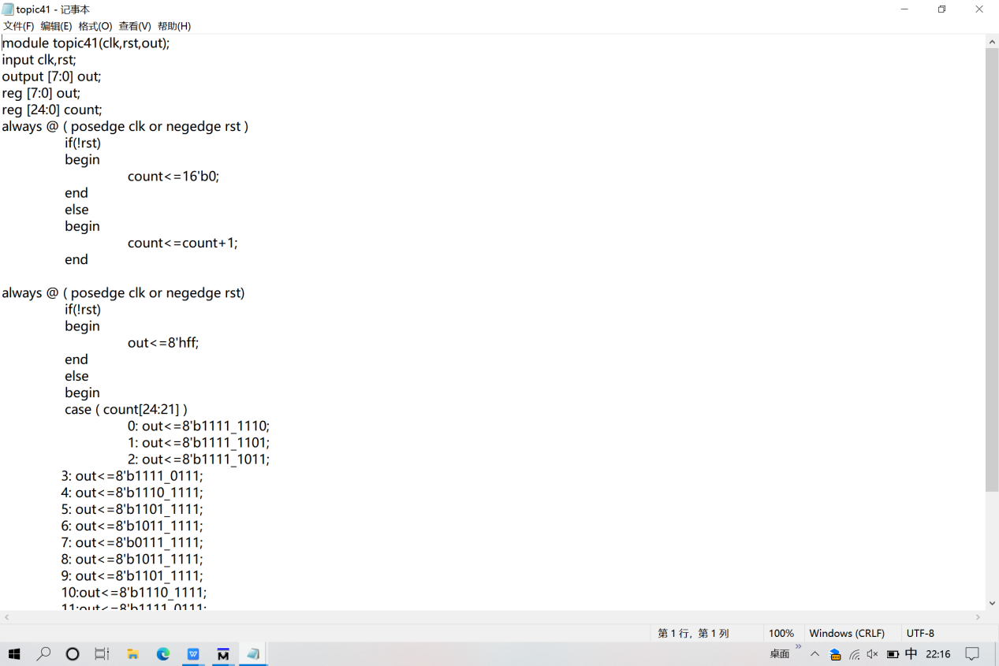 topic41 - 记事本
文件(F) 编辑(E) 格式(O) 查看(V) 帮助(H)
module topic41(clk,rst,out);
input clk,rst;
output [7:0] out;
reg [7:0] out;
reg [24:0] count;
always @ ( posedge clk or negedge rst )
if(!rst)
begin
count<=16'b0;
end
else
begin
count<=count+1;
end
always @ ( posedge clk or negedge rst)
if(!rst)
begin
out<=8'hff;
end
else
begin
case ( count[24:21] )
0: out<=8'b1111_1110;
1: out<=8'b1111_1101;
2: out<=8'b1111_1011;
3: out<=8'b1111_0111;
4: out<=8'b1110_1111;
5: out<=8'b1101_1111;
6: out<=8'b1011_1111;
7: out<=8'b0111_1111;
8: out<=8'b1011_1111;
9: out<=8'b1101_1111;
10:out<=8'b1110_1111;
11:out<=8'b1111_0111;
第 1 行，第 1 列 100% Windows (CRLF) UTF-8
桌面 中 22:16